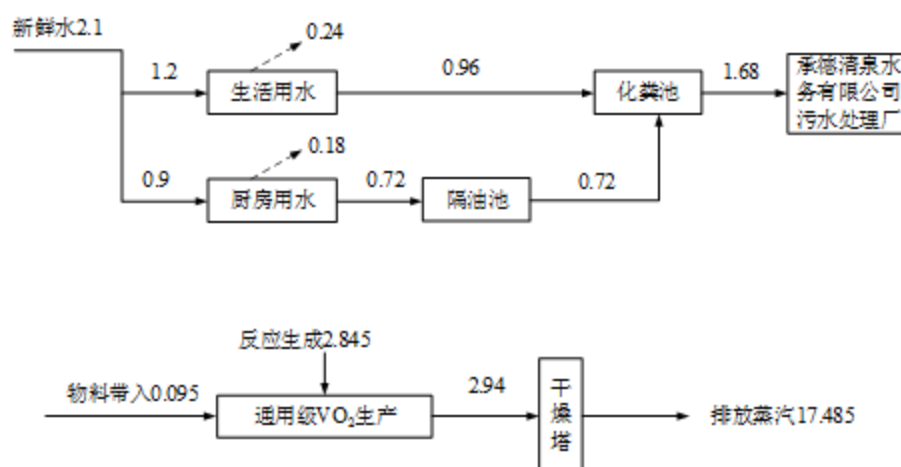 新鲜水2.1
0.24
1.2
生活用水
0.96
化粪池
1.68
承德清泉水
务有限公司
污水处理厂
0.18
0.9
厨房用水
0.72
隔油池
0.72
反应生成2.845
物料带入0.095
通用级VO₂生产
2.94
干
燥
塔
排放蒸汽17.485